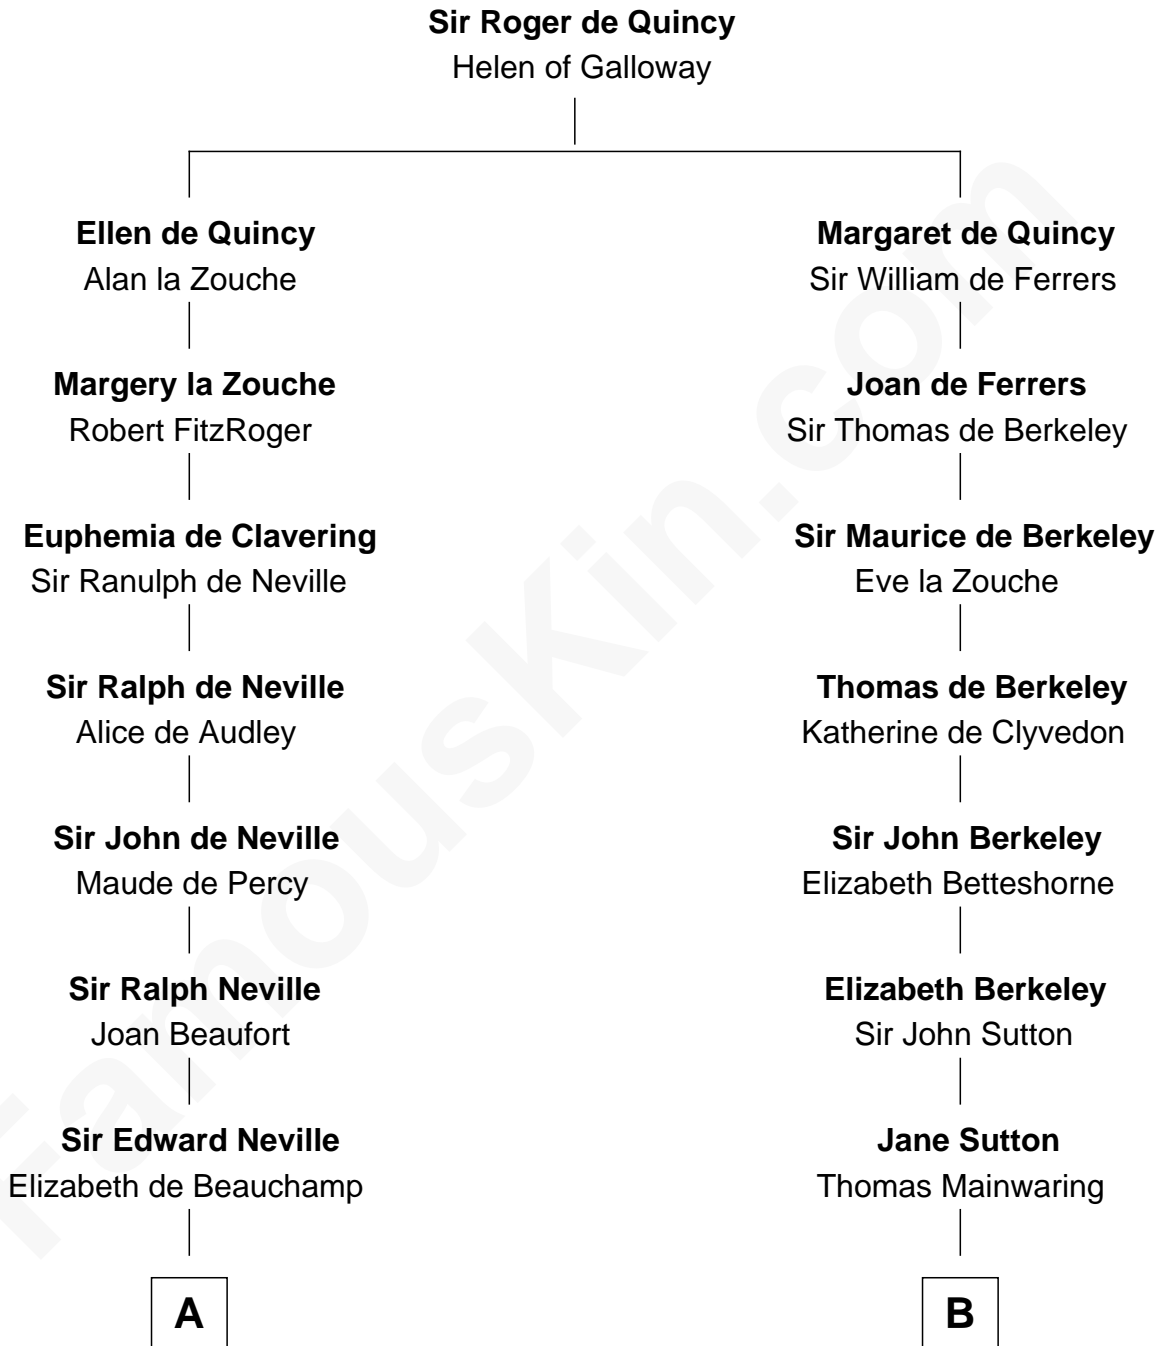 Sir Roger de Quincy
Helen of Galloway
Ellen de Quincy
Alan la Zouche
Margaret de Quincy
Sir William de Ferrers
Margery la Zouche
Robert FitzRoger
Joan de Ferrers
Sir Thomas de Berkeley
Euphemia de Clavering
Sir Ranulph de Neville
Sir Maurice de Berkeley
Eve la Zouche
Sir Ralph de Neville
Alice de Audley
Thomas de Berkeley
Katherine de Clyvedon
Sir John de Neville
Maude de Percy
Sir John Berkeley
Elizabeth Betteshorne
Sir Ralph Neville
Joan Beaufort
Elizabeth Berkeley
Sir John Sutton
Sir Edward Neville
Elizabeth de Beauchamp
Jane Sutton
Thomas Mainwaring
A
B
FamousKin.com